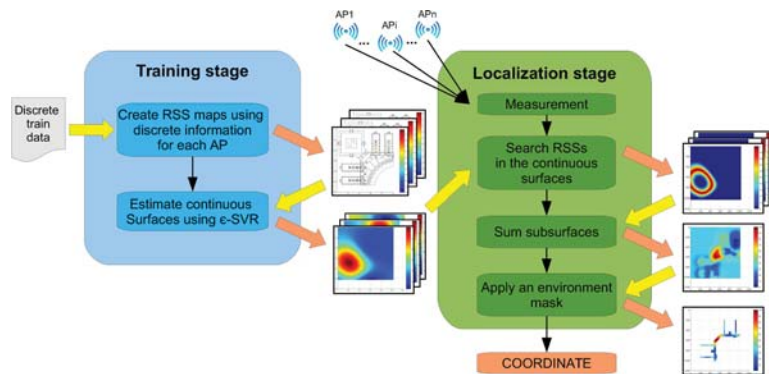 AP1
APi
APn
...
...
Training stage
Localization stage
Discrete
train
data
Create RSS maps using
discrete information
for each AP
Estimate continuous
Surfaces using ε-SVR
Measurement
Search RSSs
in the continuous
surfaces
Sum subsurfaces
Apply an environment
mask
COORDINATE